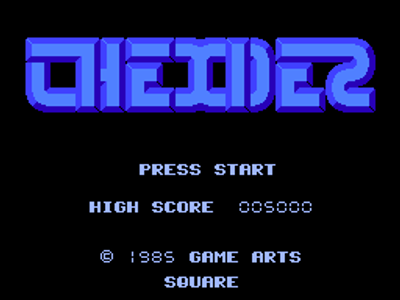 THEXDER
PRESS START
HIGH SCORE 005000
© 1985 GAME ARTS
SQUARE